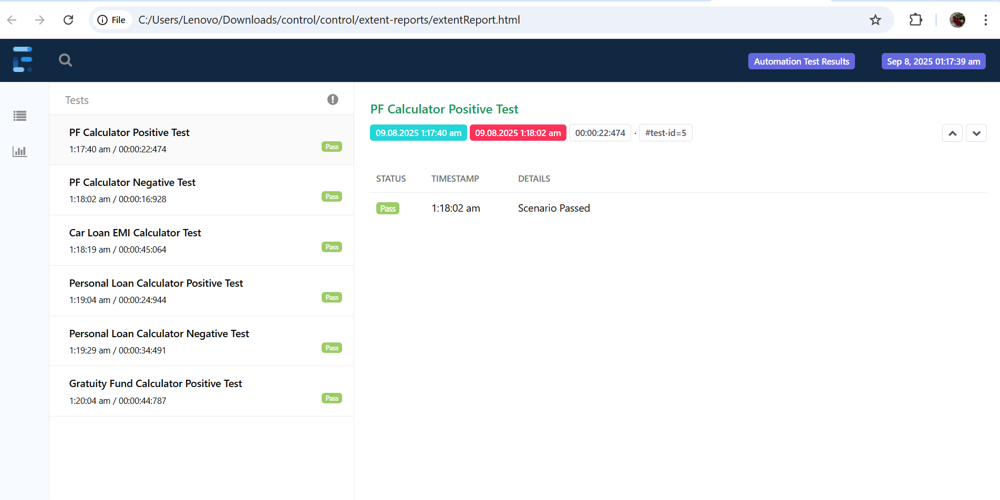 File C:/Users/Lenovo/Downloads/control/control/extent-reports/extentReport.html
Automation Test Results
Sep 8, 2025 01:17:39 am
Tests
PF Calculator Positive Test
1:17:40 am / 00:00:22:474
Pass
PF Calculator Negative Test
1:18:02 am / 00:00:16:928
Pass
Car Loan EMI Calculator Test
1:18:19 am / 00:00:45:064
Pass
Personal Loan Calculator Positive Test
1:19:04 am / 00:00:24:944
Pass
Personal Loan Calculator Negative Test
1:19:29 am / 00:00:34:491
Pass
Gratuity Fund Calculator Positive Test
1:20:04 am / 00:00:44:787
Pass
PF Calculator Positive Test
09.08.2025 1:17:40 am 09.08.2025 1:18:02 am 00:00:22:474 · #test-id=5
STATUS TIMESTAMP DETAILS
Pass 1:18:02 am Scenario Passed